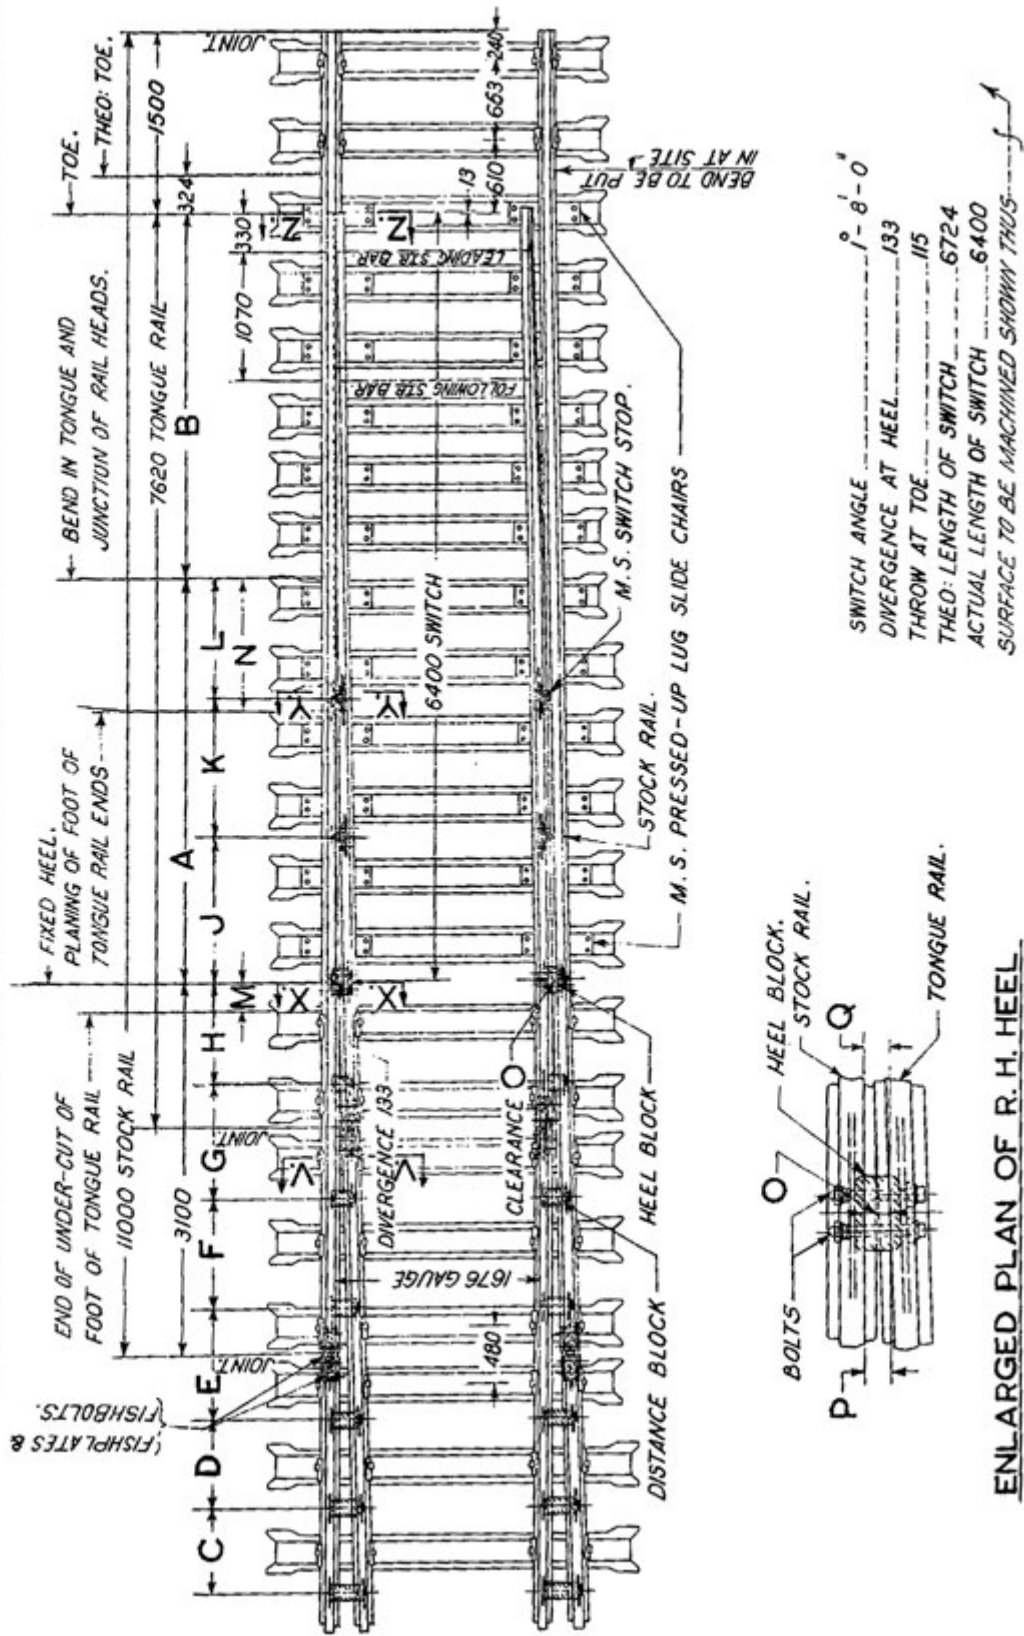 FIXED HEEL.
PLANING OF FOOT OF
TONGUE RAIL ENDS
BEND IN TONGUE AND
JUNCTION OF RAIL HEADS.
TOE.
THEO: TOE.
END OF UNDER-CUT OF
FOOT OF TONGUE RAIL
11000 STOCK RAIL
7620 TONGUE RAIL
1500
324
3100
A
B
330
1070
JOINT.
JOINT
JOINT.
FISHPLATES &
FISHBOLTS.
C
D
E
F
G
H
M
J
K
L
N
V
V
X
X
Y
Y
Z
Z
LEADING STR BAR.
FOLLOWING STR BAR
DIVERGENCE 133
1676 GAUGE
480
6400 SWITCH
13
610
663
240
BEND TO BE PUT
IN AT SITE
CLEARANCE O
DISTANCE BLOCK
HEEL BLOCK
STOCK RAIL.
M.S. SWITCH STOP.
M.S. PRESSED-UP LUG SLIDE CHAIRS
SWITCH ANGLE 1°-8'-0"
DIVERGENCE AT HEEL 133
THROW AT TOE 115
THEO: LENGTH OF SWITCH 6724
ACTUAL LENGTH OF SWITCH 6400
SURFACE TO BE MACHINED SHOWN THUS
BOLTS
O
HEEL BLOCK.
STOCK RAIL.
P
Q
TONGUE RAIL.
ENLARGED PLAN OF R. H. HEEL